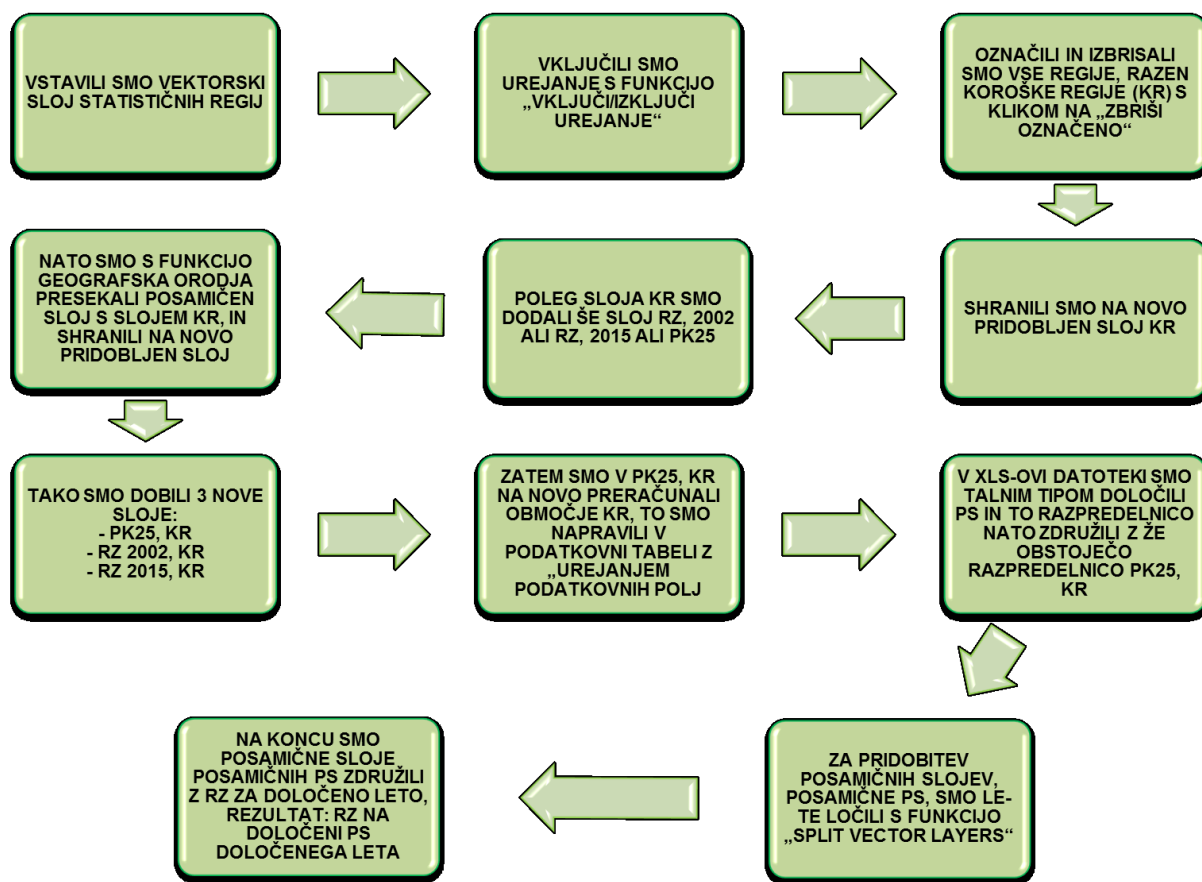 VSTAVILI SMO VEKTORSKI
SLOJ STATISTIČNIH REGIJ
VKLJUČILI SMO
UREJANJE S FUNKCIJO
„VKLJUČI/IZKLJUČI
UREJANJE“
OZNAČILI IN IZBRISALI
SMO VSE REGIJE, RAZEN
KOROŠKE REGIJE (KR) S
KLIKOM NA „ZBRIŠI
OZNAČENO“
SHRANILI SMO NA NOVO
PRIDOBLJEN SLOJ KR
POLEG SLOJA KR SMO
DODALI ŠE SLOJ RZ, 2002
ALI RZ, 2015 ALI PK25
NATO SMO S FUNKCIJO
GEOGRAFSKA ORODJA
PRESEKALI POSAMIČEN
SLOJ S SLOJEM KR, IN
SHRANILI NA NOVO
PRIDOBLJEN SLOJ
TAKO SMO DOBILI 3 NOVE
SLOJE:
- PK25, KR
- RZ 2002, KR
- RZ 2015, KR
ZATEM SMO V PK25, KR
NA NOVO PRERAČUNALI
OBMOČJE KR, TO SMO
NAPRAVILI V
PODATKOVNI TABELI Z
„UREJANJEM
PODATKOVNIH POLJ
V XLS-OVI DATOTEKI SMO
TALNIM TIPOM DOLOČILI
PS IN TO RAZPREDELNICO
NATO ZDRUŽILI Z ŽE
OBSTOJEČO
RAZPREDELNICO PK25,
KR
ZA PRIDOBITEV
POSAMIČNIH SLOJEV,
POSAMIČNE PS, SMO LE-
TE LOČILI S FUNKCIJO
„SPLIT VECTOR LAYERS“
NA KONCU SMO
POSAMIČNE SLOJE
POSAMIČNIH PS ZDRUŽILI
Z RZ ZA DOLOČENO LETO,
REZULTAT: RZ NA
DOLOČENI PS
DOLOČENEGA LETA